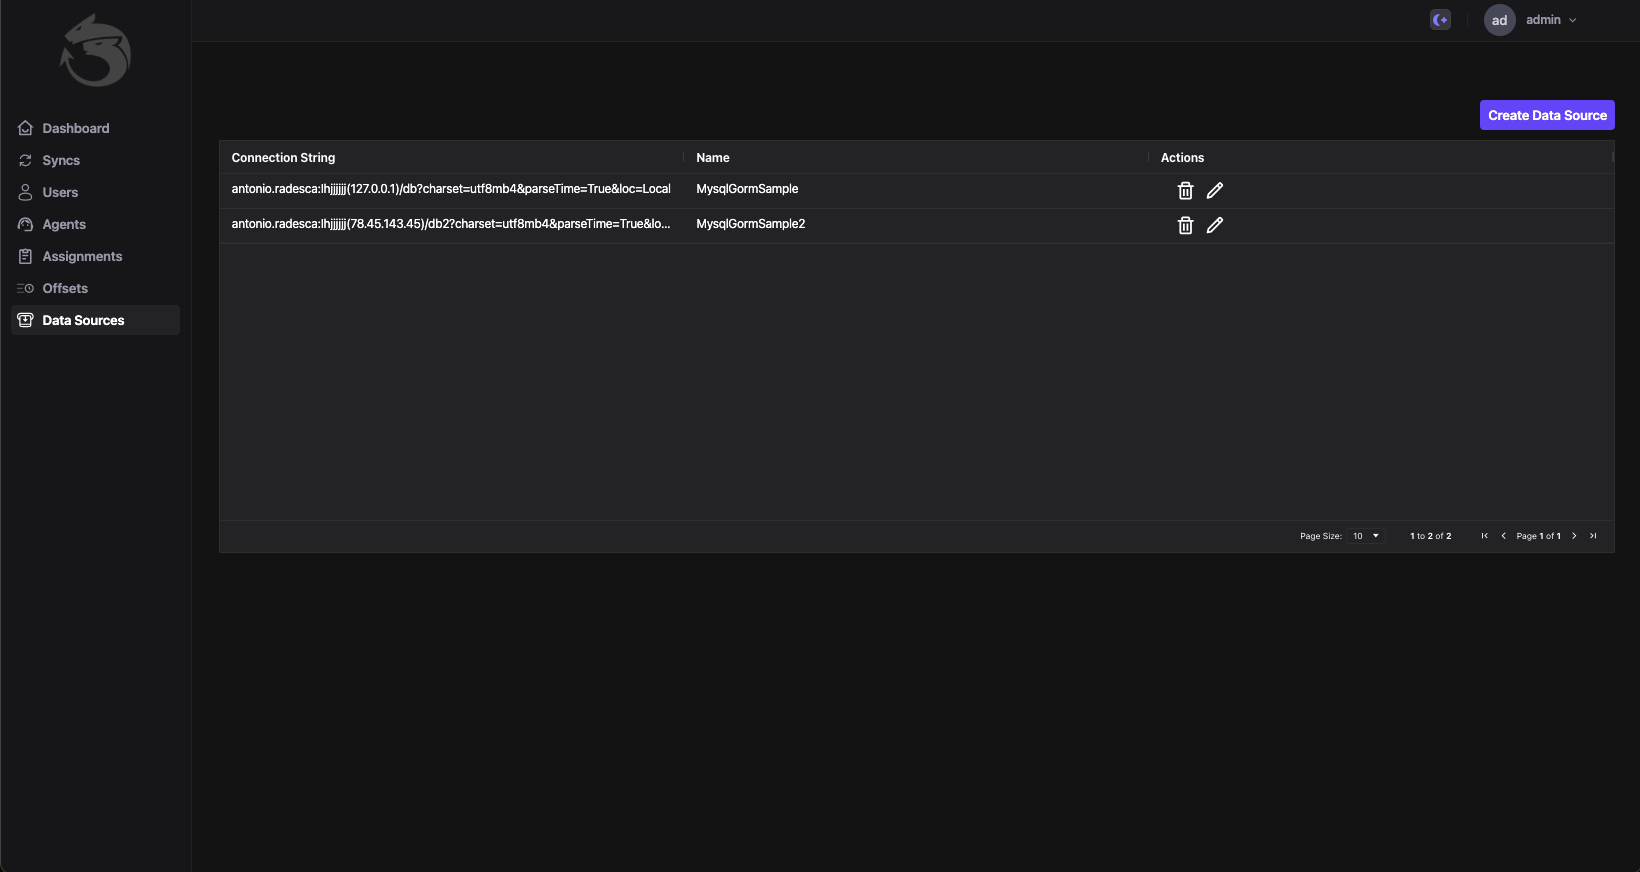 ad admin
Dashboard
Syncs
Users
Agents
Assignments
Offsets
Data Sources
Create Data Source
Connection String Name Actions
antonio.radesca:lhjjjjjj(127.0.0.1)/db?charset=utf8mb4&parseTime=True&loc=Local MysqlGormSample
antonio.radesca:lhjjjjjj(78.45.143.45)/db2?charset=utf8mb4&parseTime=True&lo... MysqlGormSample2
Page Size: 10 1 to 2 of 2 Page 1 of 1